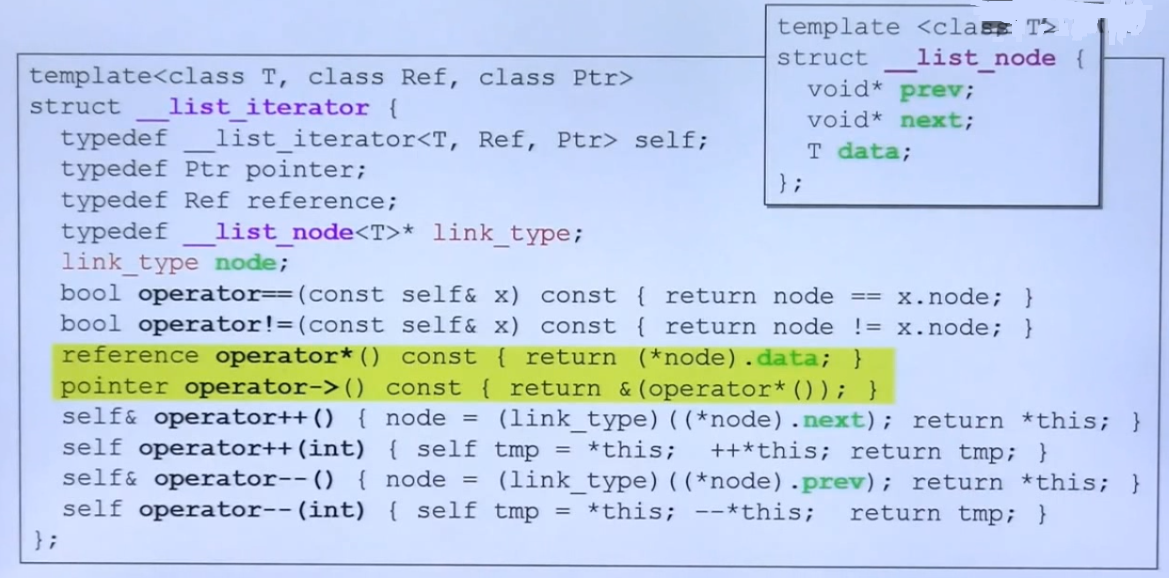 template <class T>
struct __list_node {
void* prev;
void* next;
T data;
};
template<class T, class Ref, class Ptr>
struct __list_iterator {
typedef __list_iterator<T, Ref, Ptr> self;
typedef Ptr pointer;
typedef Ref reference;
typedef __list_node<T>* link_type;
link_type node;
bool operator==(const self& x) const { return node == x.node; }
bool operator!=(const self& x) const { return node != x.node; }
reference operator*() const { return (*node).data; }
pointer operator->() const { return &(operator*()); }
self& operator++() { node = (link_type)((*node).next); return *this; }
self operator++(int) { self tmp = *this; ++*this; return tmp; }
self& operator--() { node = (link_type)((*node).prev); return *this; }
self operator--(int) { self tmp = *this; --*this; return tmp; }
};